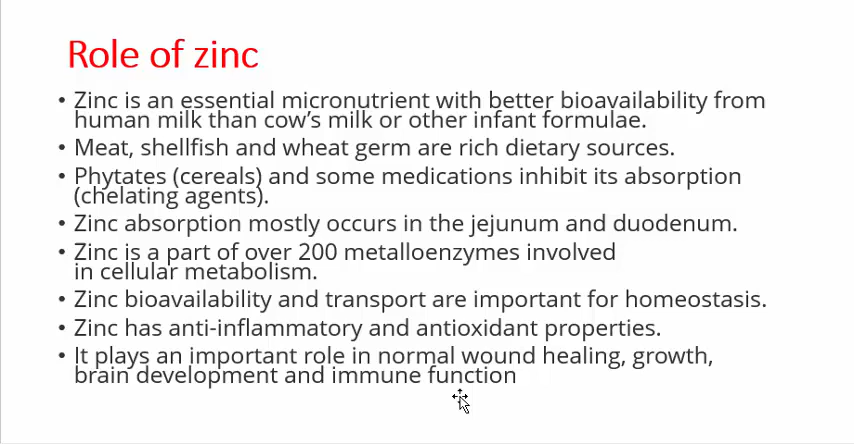 Role of zinc
• Zinc is an essential micronutrient with better bioavailability from
human milk than cow’s milk or other infant formulae.
• Meat, shellfish and wheat germ are rich dietary sources.
• Phytates (cereals) and some medications inhibit its absorption
(chelating agents).
• Zinc absorption mostly occurs in the jejunum and duodenum.
• Zinc is a part of over 200 metalloenzymes involved
in cellular metabolism.
• Zinc bioavailability and transport are important for homeostasis.
• Zinc has anti-inflammatory and antioxidant properties.
• It plays an important role in normal wound healing, growth,
brain development and immune function